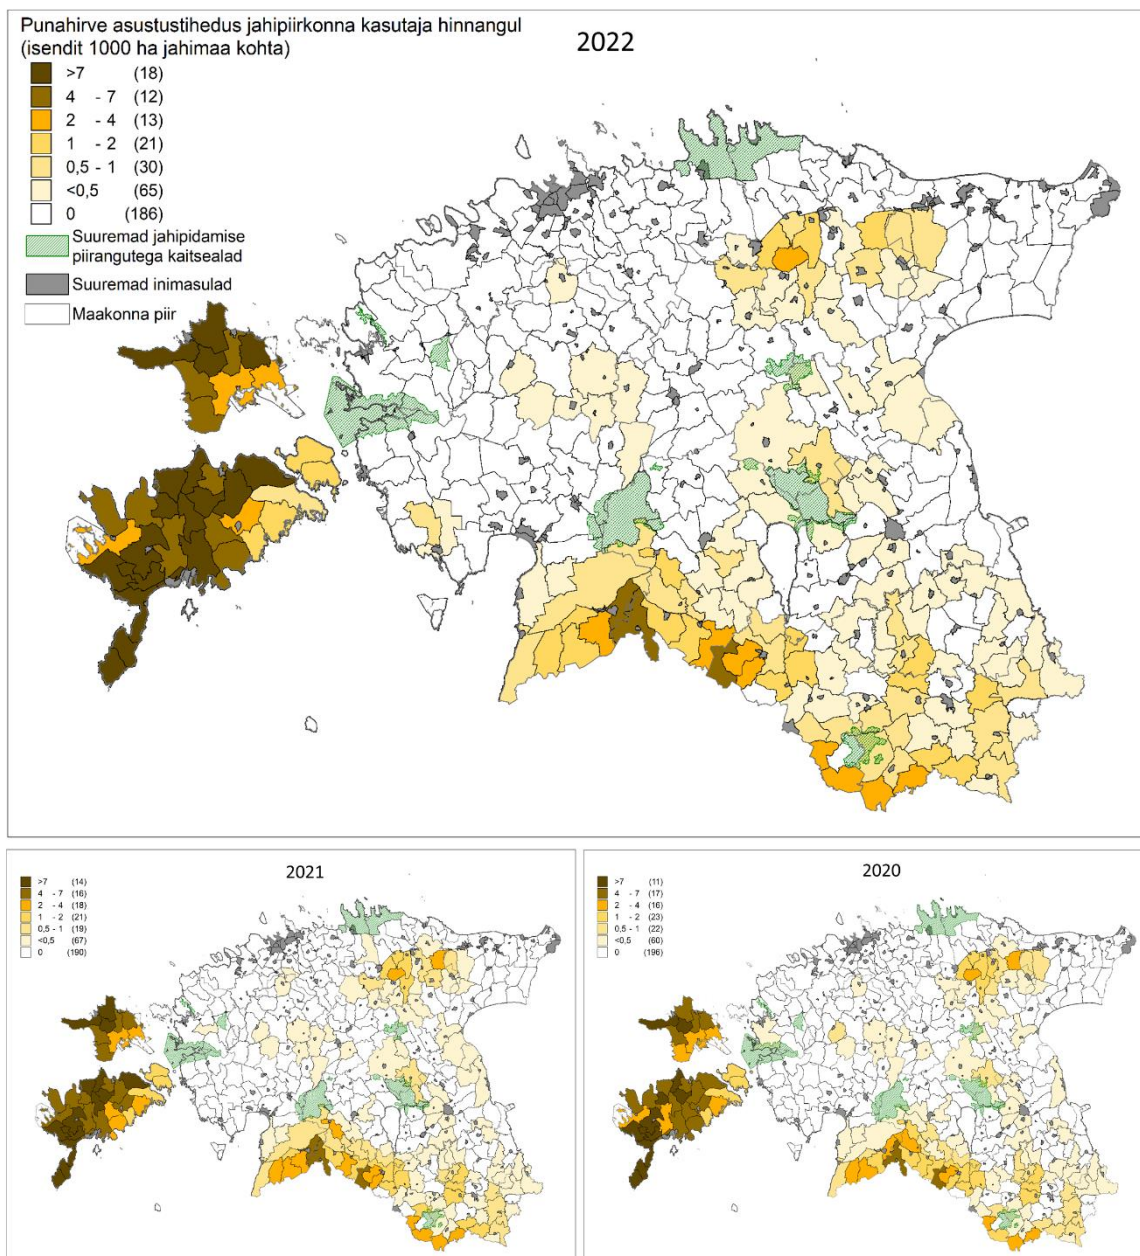 Punahirve asustustihedus jahipiirkonna kasutaja hinnangul
(isendit 1000 ha jahimaa kohta)
2022
>7 (18)
4 - 7 (12)
2 - 4 (13)
1 - 2 (21)
0,5 - 1 (30)
<0,5 (65)
0 (186)
Suuremad jahipidamise
piirangutega kaitsealad
Suuremad inimasulad
Maakonna piir
2021
>7 (14)
4 - 7 (16)
2 - 4 (18)
1 - 2 (21)
0,5 - 1 (19)
<0,5 (67)
0 (190)
2020
>7 (11)
4 - 7 (17)
2 - 4 (16)
1 - 2 (23)
0,5 - 1 (22)
<0,5 (60)
0 (196)